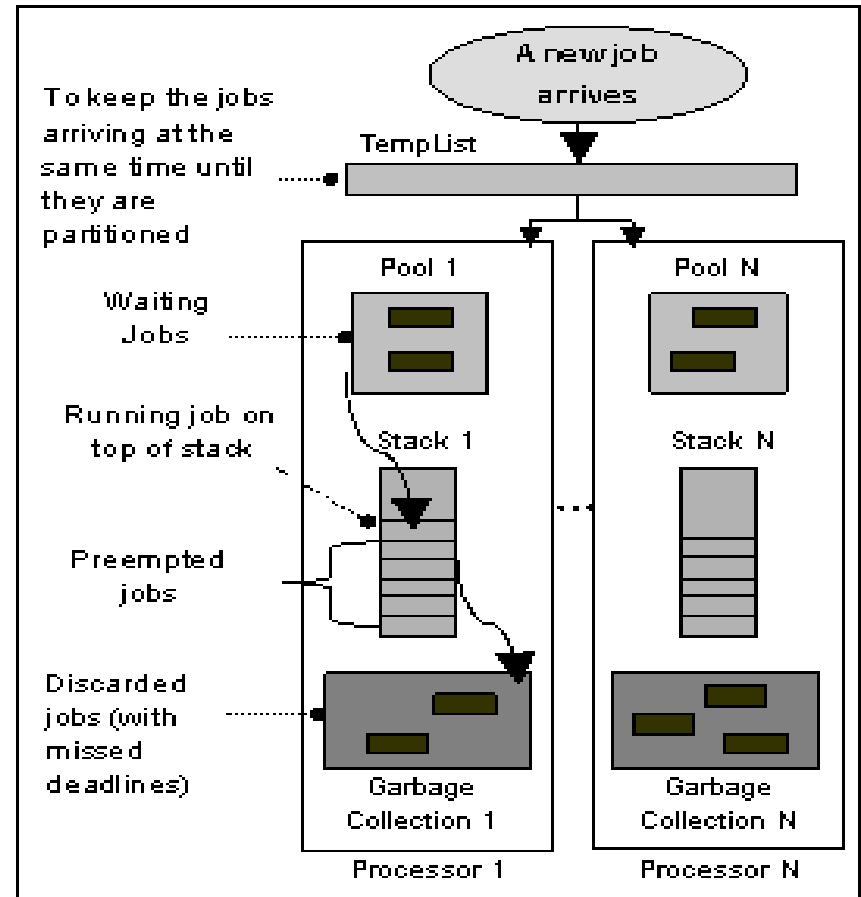 A new job
arrives
To keep the jobs
arriving at the
same time until
they are
partitioned
TempList
Pool 1
Pool N
Waiting
Jobs
Running job on
top of stack
Stack 1
Stack N
Preempted
jobs
Discarded
jobs (with
missed
deadlines)
Garbage
Collection 1
Garbage
Collection N
Processor 1
Processor N